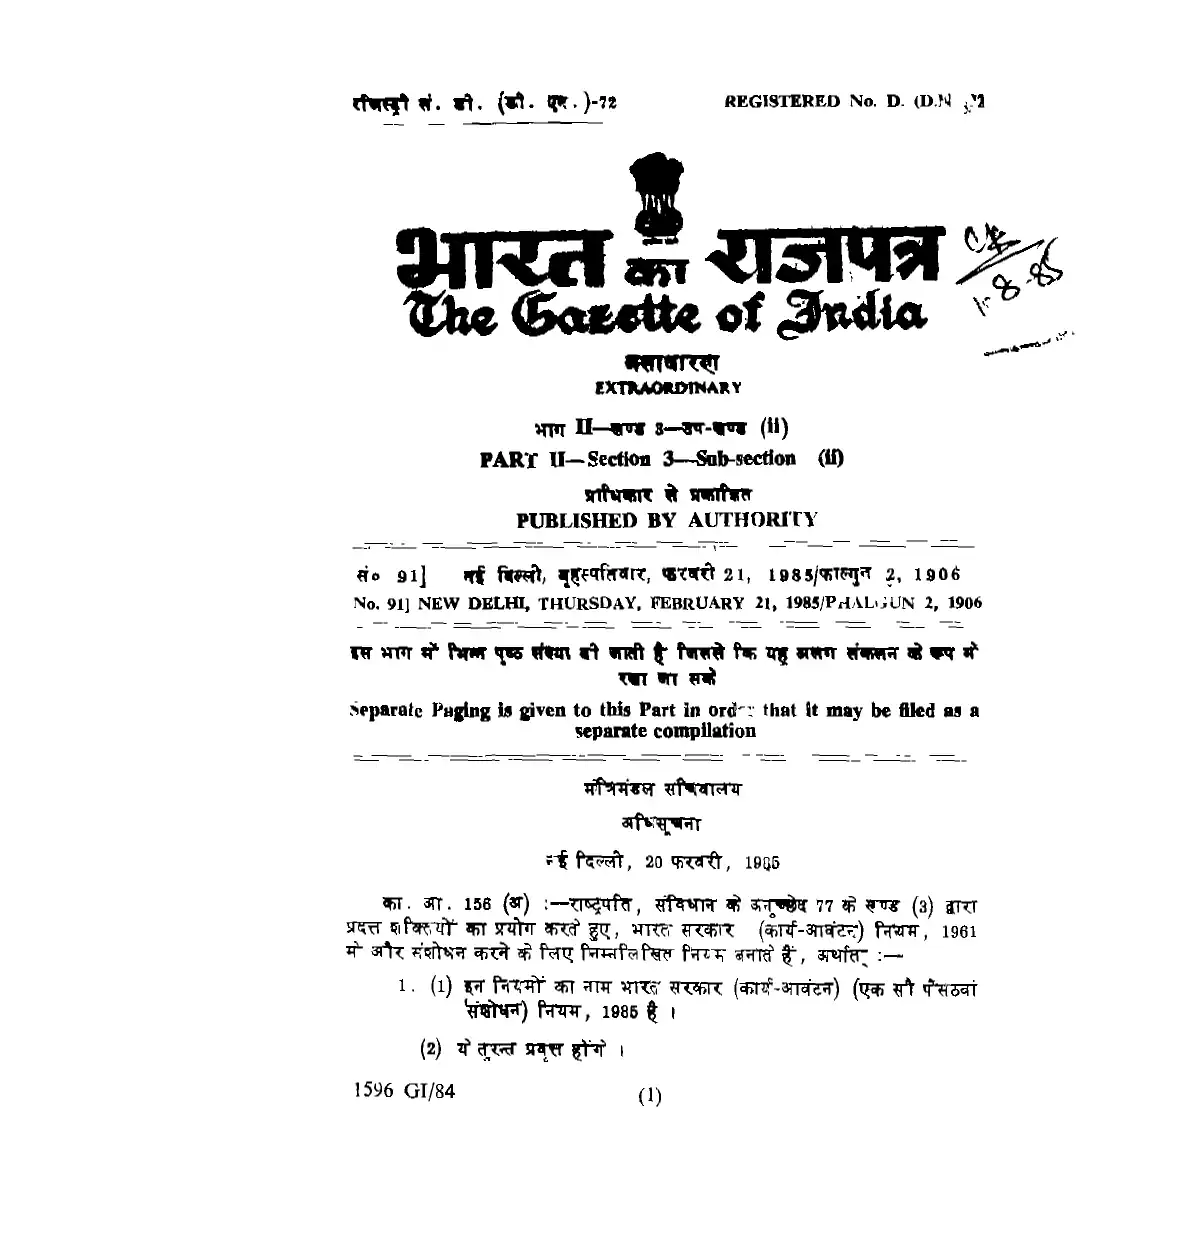 रजिस्ट्री सं. डी. (डी. एन.)-72
REGISTERED No. D. (D.N
भारत का राजपत्र
The Gazette of India
असाधारण
EXTRAORDINARY
भाग II—खण्ड 3—उप-खण्ड (ii)
PART II—Section 3—Sub-section (ii)
प्राधिकार से प्रकाशित
PUBLISHED BY AUTHORITY
सं० 91] नई दिल्ली, बृहस्पतिवार, फरवरी 21, 1985/फाल्गुन 2, 1906
No. 91] NEW DELHI, THURSDAY, FEBRUARY 21, 1985/PHALGUN 2, 1906
इस भाग में भिन्न पृष्ठ संख्या दी जाती है जिससे कि यह अलग संकलन के रूप में
रखा जा सके
Separate Paging is given to this Part in order that it may be filed as a
separate compilation
मंत्रिमंडल सचिवालय
अधिसूचना
नई दिल्ली, 20 फरवरी, 1985
का. आ. 156 (अ) :—राष्ट्रपति, संविधान के अनुच्छेद 77 के खण्ड (3) द्वारा
प्रदत्त शक्तियों का प्रयोग करते हुए, भारत सरकार (कार्य-आवंटन) नियम, 1961
में और संशोधन करने के लिए निम्नलिखित नियम बनाते हैं, अर्थात् :—
1. (1) इन नियमों का नाम भारत सरकार (कार्य-आवंटन) (एक सौ पैंसठवां
संशोधन) नियम, 1985 है ।
(2) ये तुरन्त प्रवृत्त होंगे ।
1596 GI/84
(1)